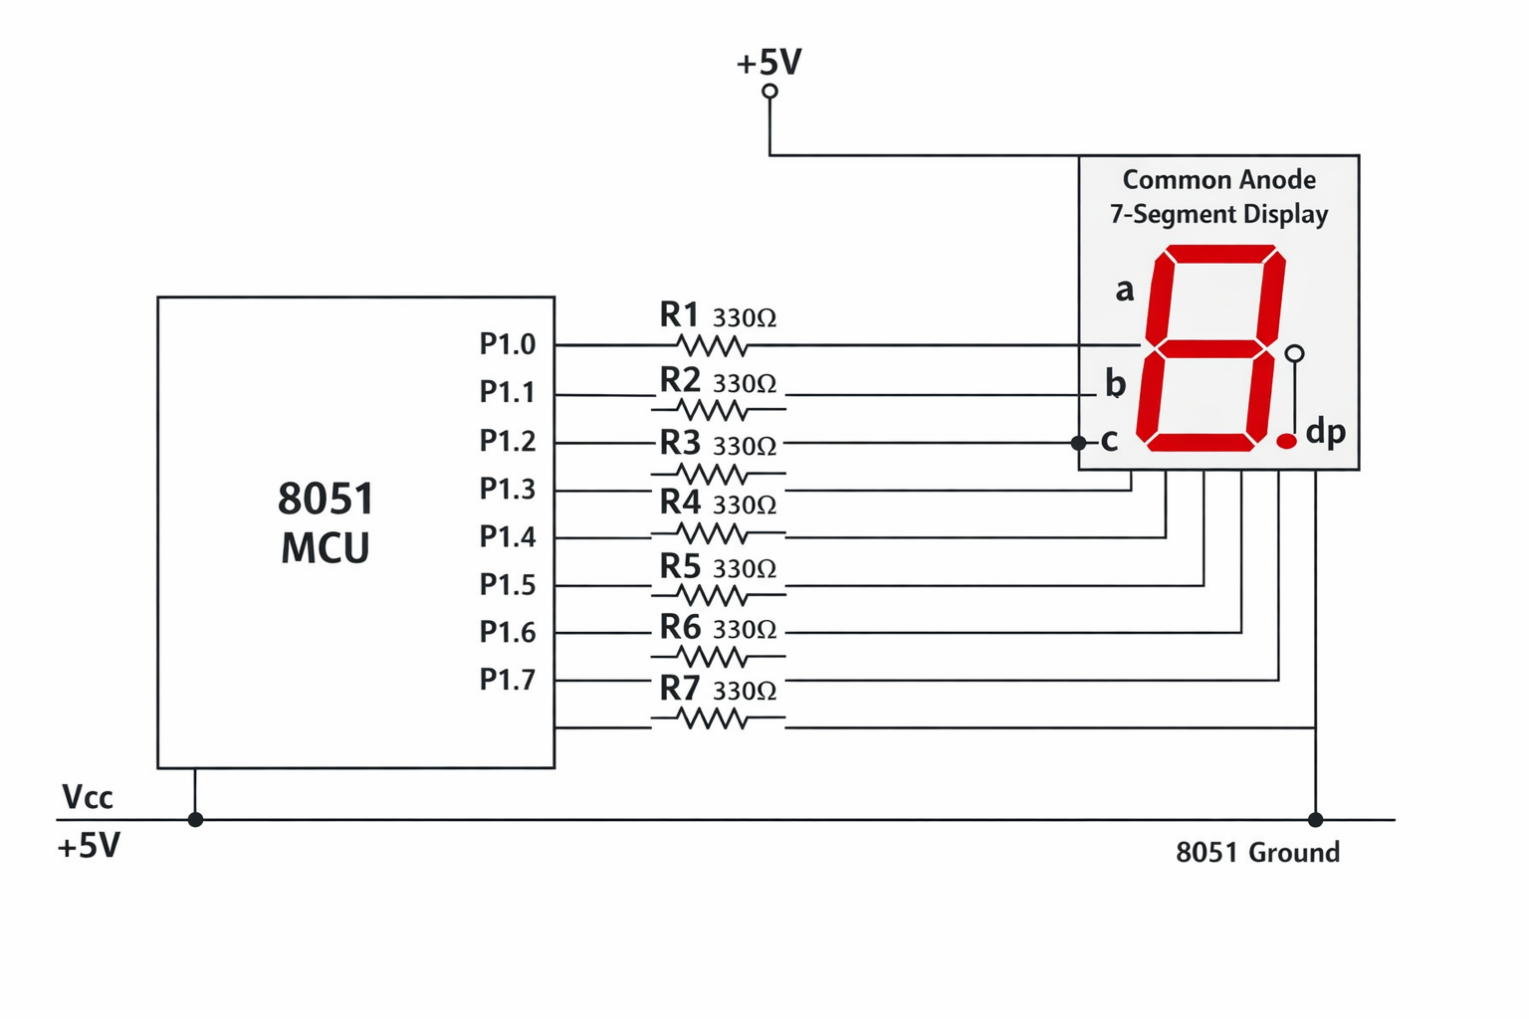 +5V
Common Anode
7-Segment Display
a
R1 330Ω
P1.0
R2 330Ω
b
P1.1
R3 330Ω
c
dp
P1.2
8051
MCU
P1.3
R4 330Ω
P1.4
R5 330Ω
P1.5
R6 330Ω
P1.6
R7 330Ω
P1.7
Vcc
+5V
8051 Ground